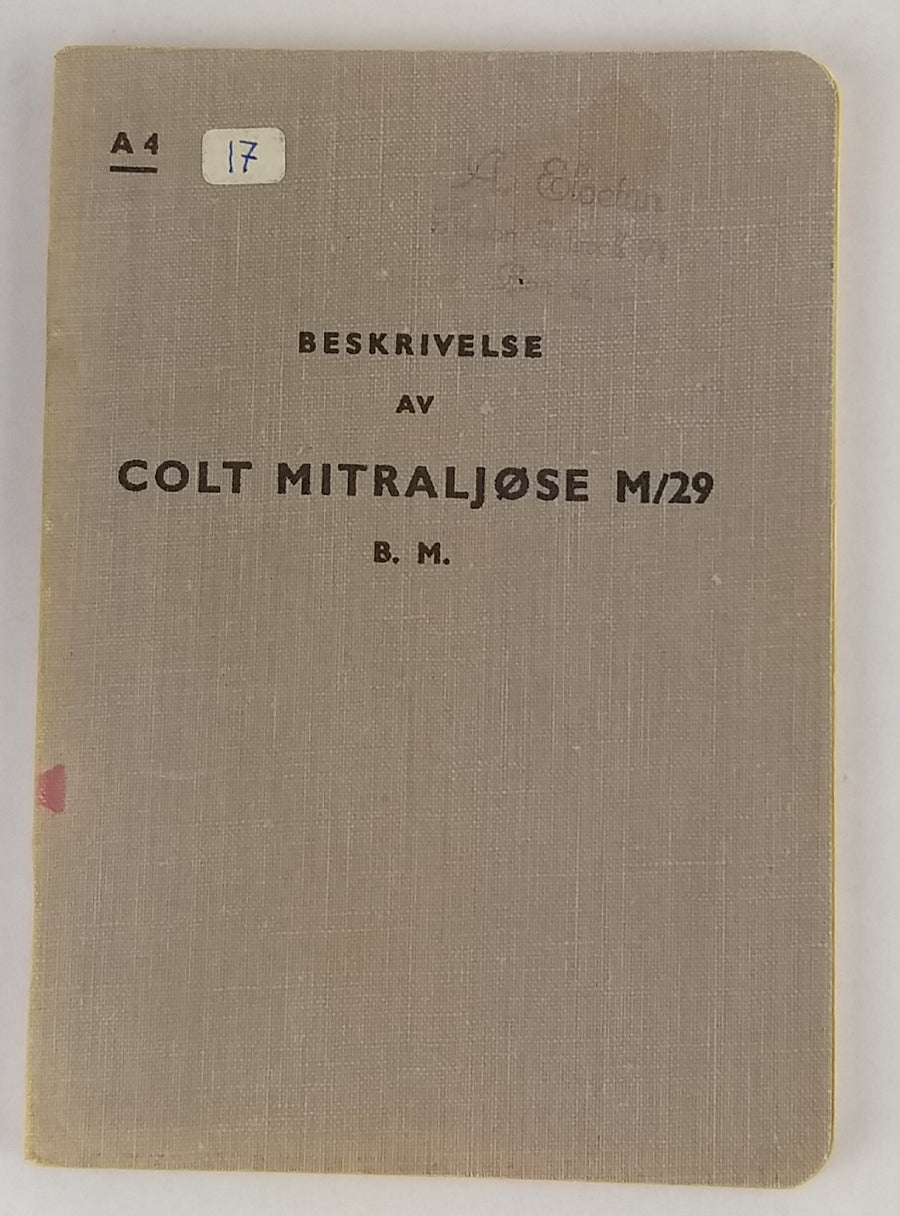 A 4
17
BESKRIVELSE
AV
COLT MITRALJØSE M/29
B. M.